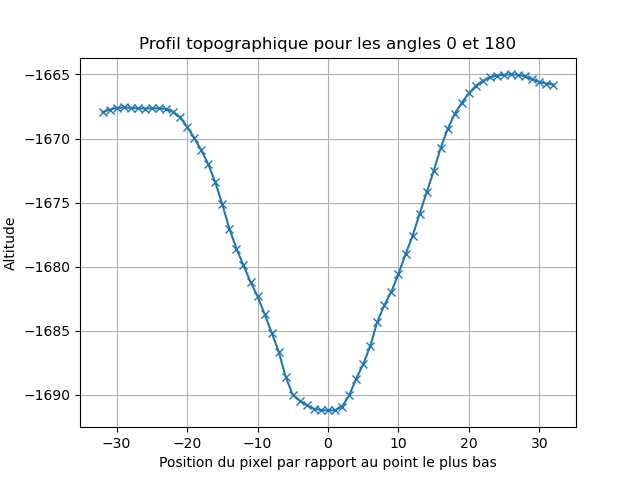 Profil topographique pour les angles 0 et 180
−1665
−1670
−1675
−1680
−1685
−1690
Altitude
−30 −20 −10 0 10 20 30
Position du pixel par rapport au point le plus bas